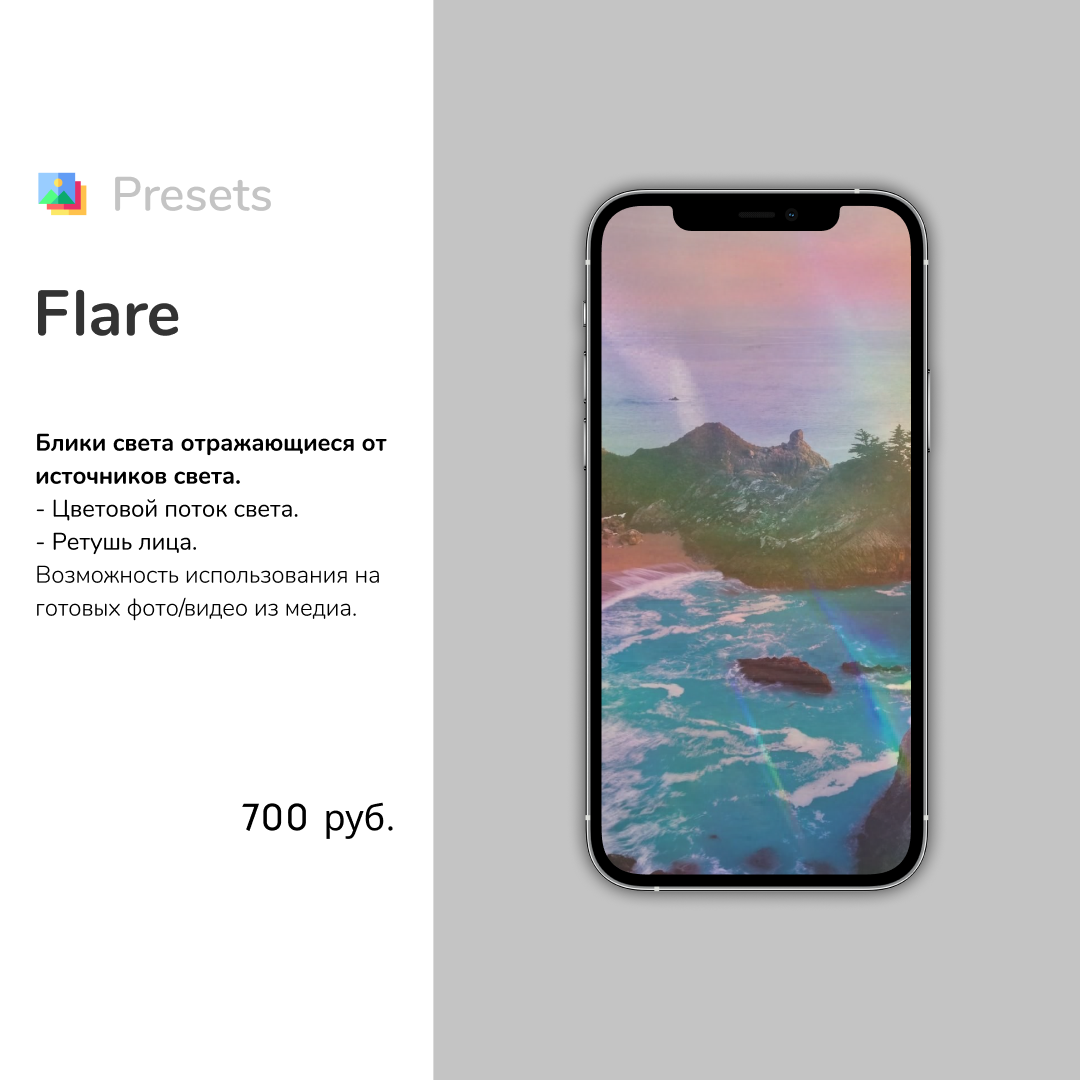 Presets
Flare
Блики света отражающиеся от
источников света.
- Цветовой поток света.
- Ретушь лица.
Возможность использования на
готовых фото/видео из медиа.
700 руб.